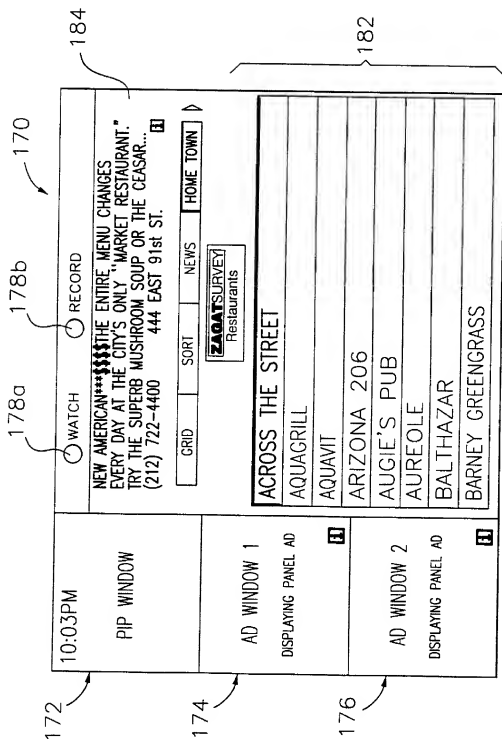 170
178a
178b
184
172
10:03PM
WATCH
RECORD
PIP WINDOW
NEW AMERICAN***$$$$THE ENTIRE MENU CHANGES
EVERY DAY AT THE CITY'S ONLY "MARKET RESTAURANT."
TRY THE SUPERB MUSHROOM SOUP OR THE CEASAR...
(212) 722-4400 444 EAST 91st ST. i
GRID SORT NEWS HOME TOWN
ZAGATSURVEY
Restaurants
174
AD WINDOW 1
DISPLAYING PANEL AD
i
176
AD WINDOW 2
DISPLAYING PANEL AD
i
ACROSS THE STREET
AQUAGRILL
AQUAVIT
ARIZONA 206
AUGIE'S PUB
AUREOLE
BALTHAZAR
BARNEY GREENGRASS
182